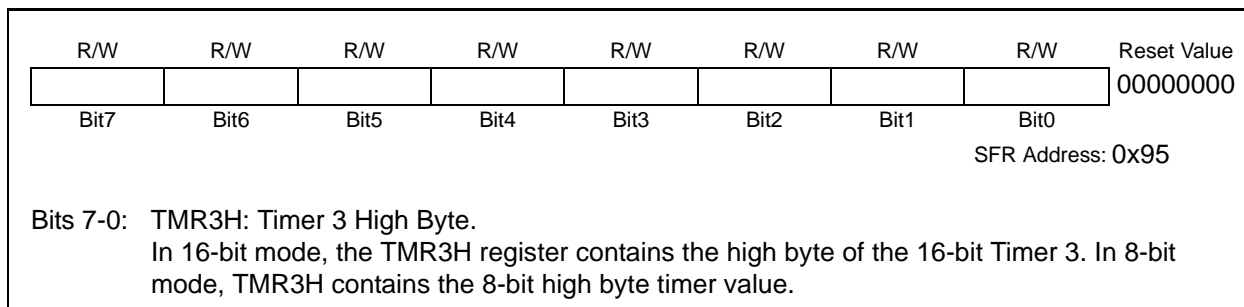 R/W R/W R/W R/W R/W R/W R/W R/W Reset Value
00000000
Bit7 Bit6 Bit5 Bit4 Bit3 Bit2 Bit1 Bit0
SFR Address: 0x95
Bits 7-0: TMR3H: Timer 3 High Byte.
In 16-bit mode, the TMR3H register contains the high byte of the 16-bit Timer 3. In 8-bit
mode, TMR3H contains the 8-bit high byte timer value.